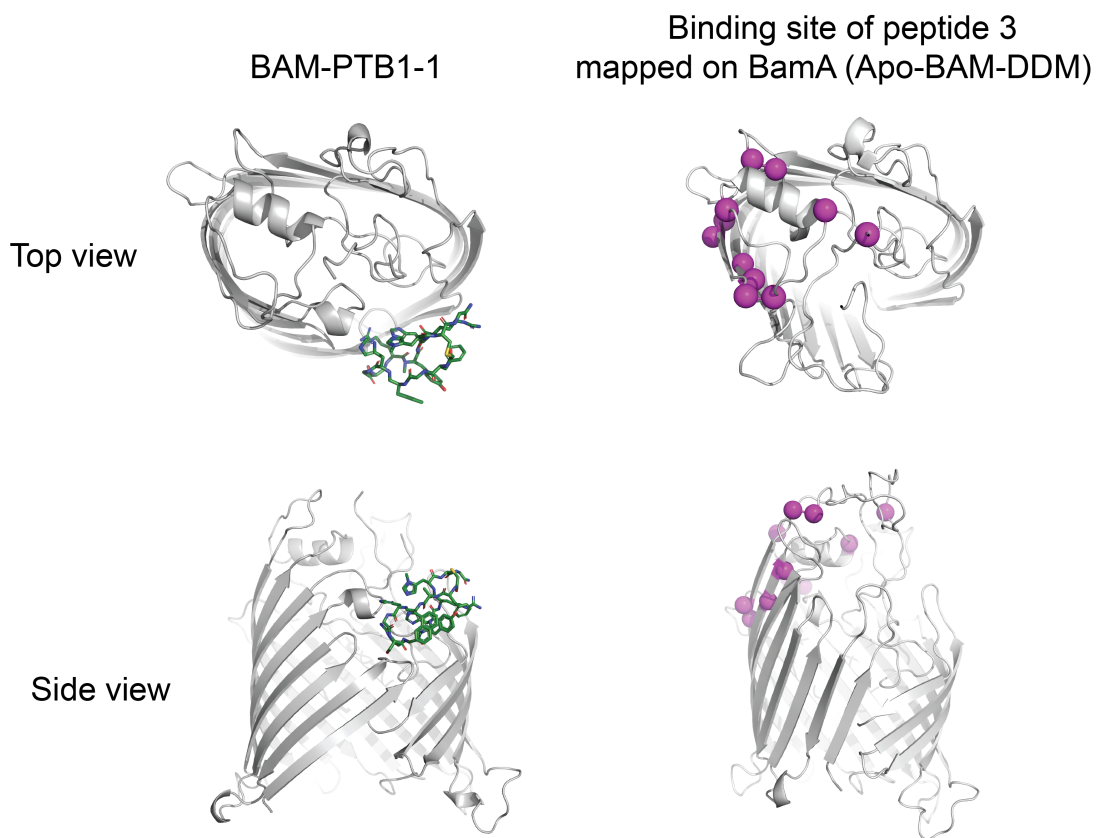 BAM-PTB1-1
Binding site of peptide 3
mapped on BamA (Apo-BAM-DDM)
Top view
Side view